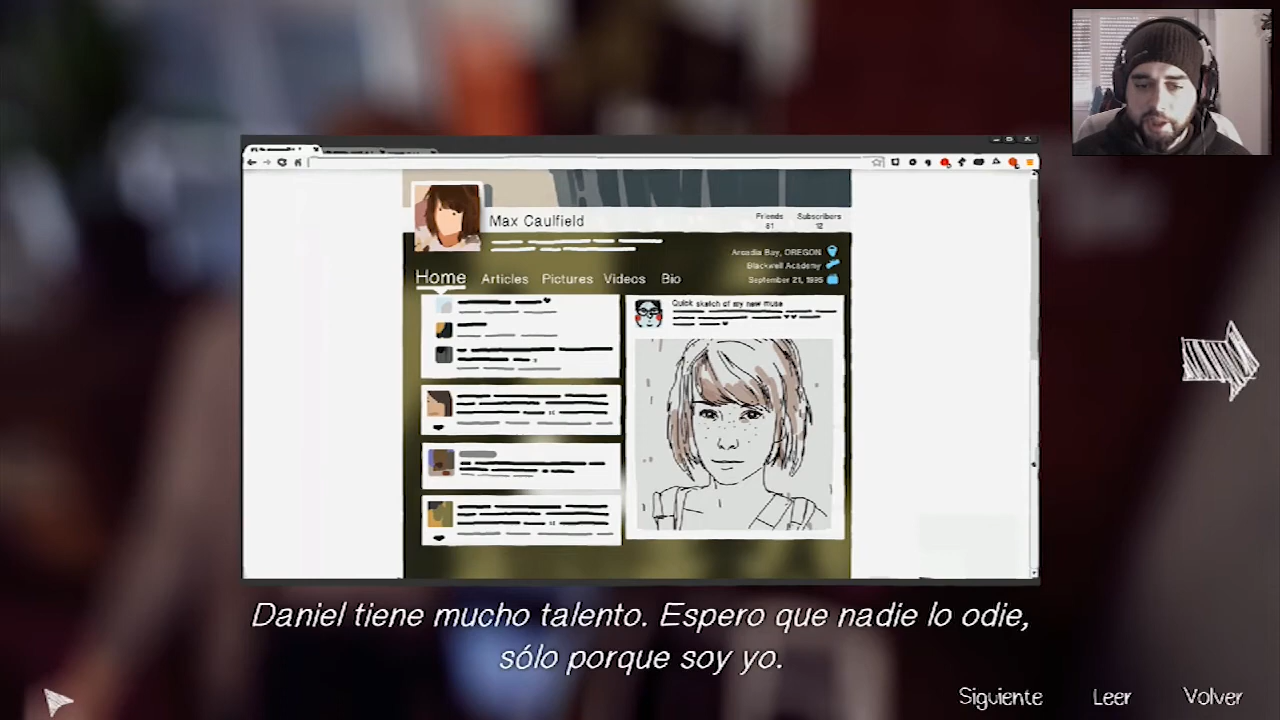 Max Caulfield
Friends
61
Subscribers
12
Arcadia Bay, OREGON
Blackwell Academy
September 21, 1995
Home
Articles
Pictures
Videos
Bio
Quick sketch of my new muse
Daniel tiene mucho talento. Espero que nadie lo odie,
sólo porque soy yo.
Siguiente
Leer
Volver